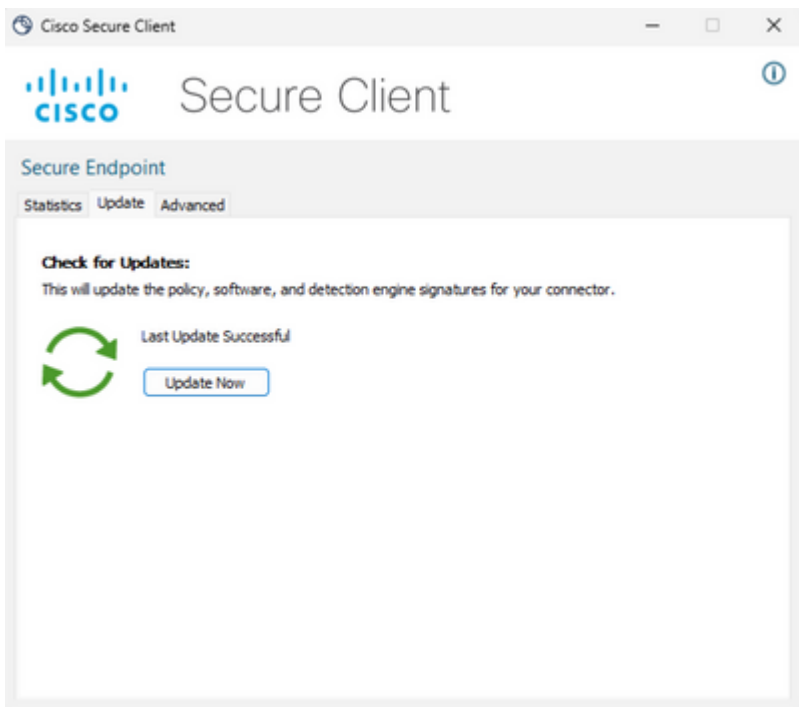 Cisco Secure Client
CISCO Secure Client
Secure Endpoint
Statistics Update Advanced
Check for Updates:
This will update the policy, software, and detection engine signatures for your connector.
Last Update Successful
Update Now